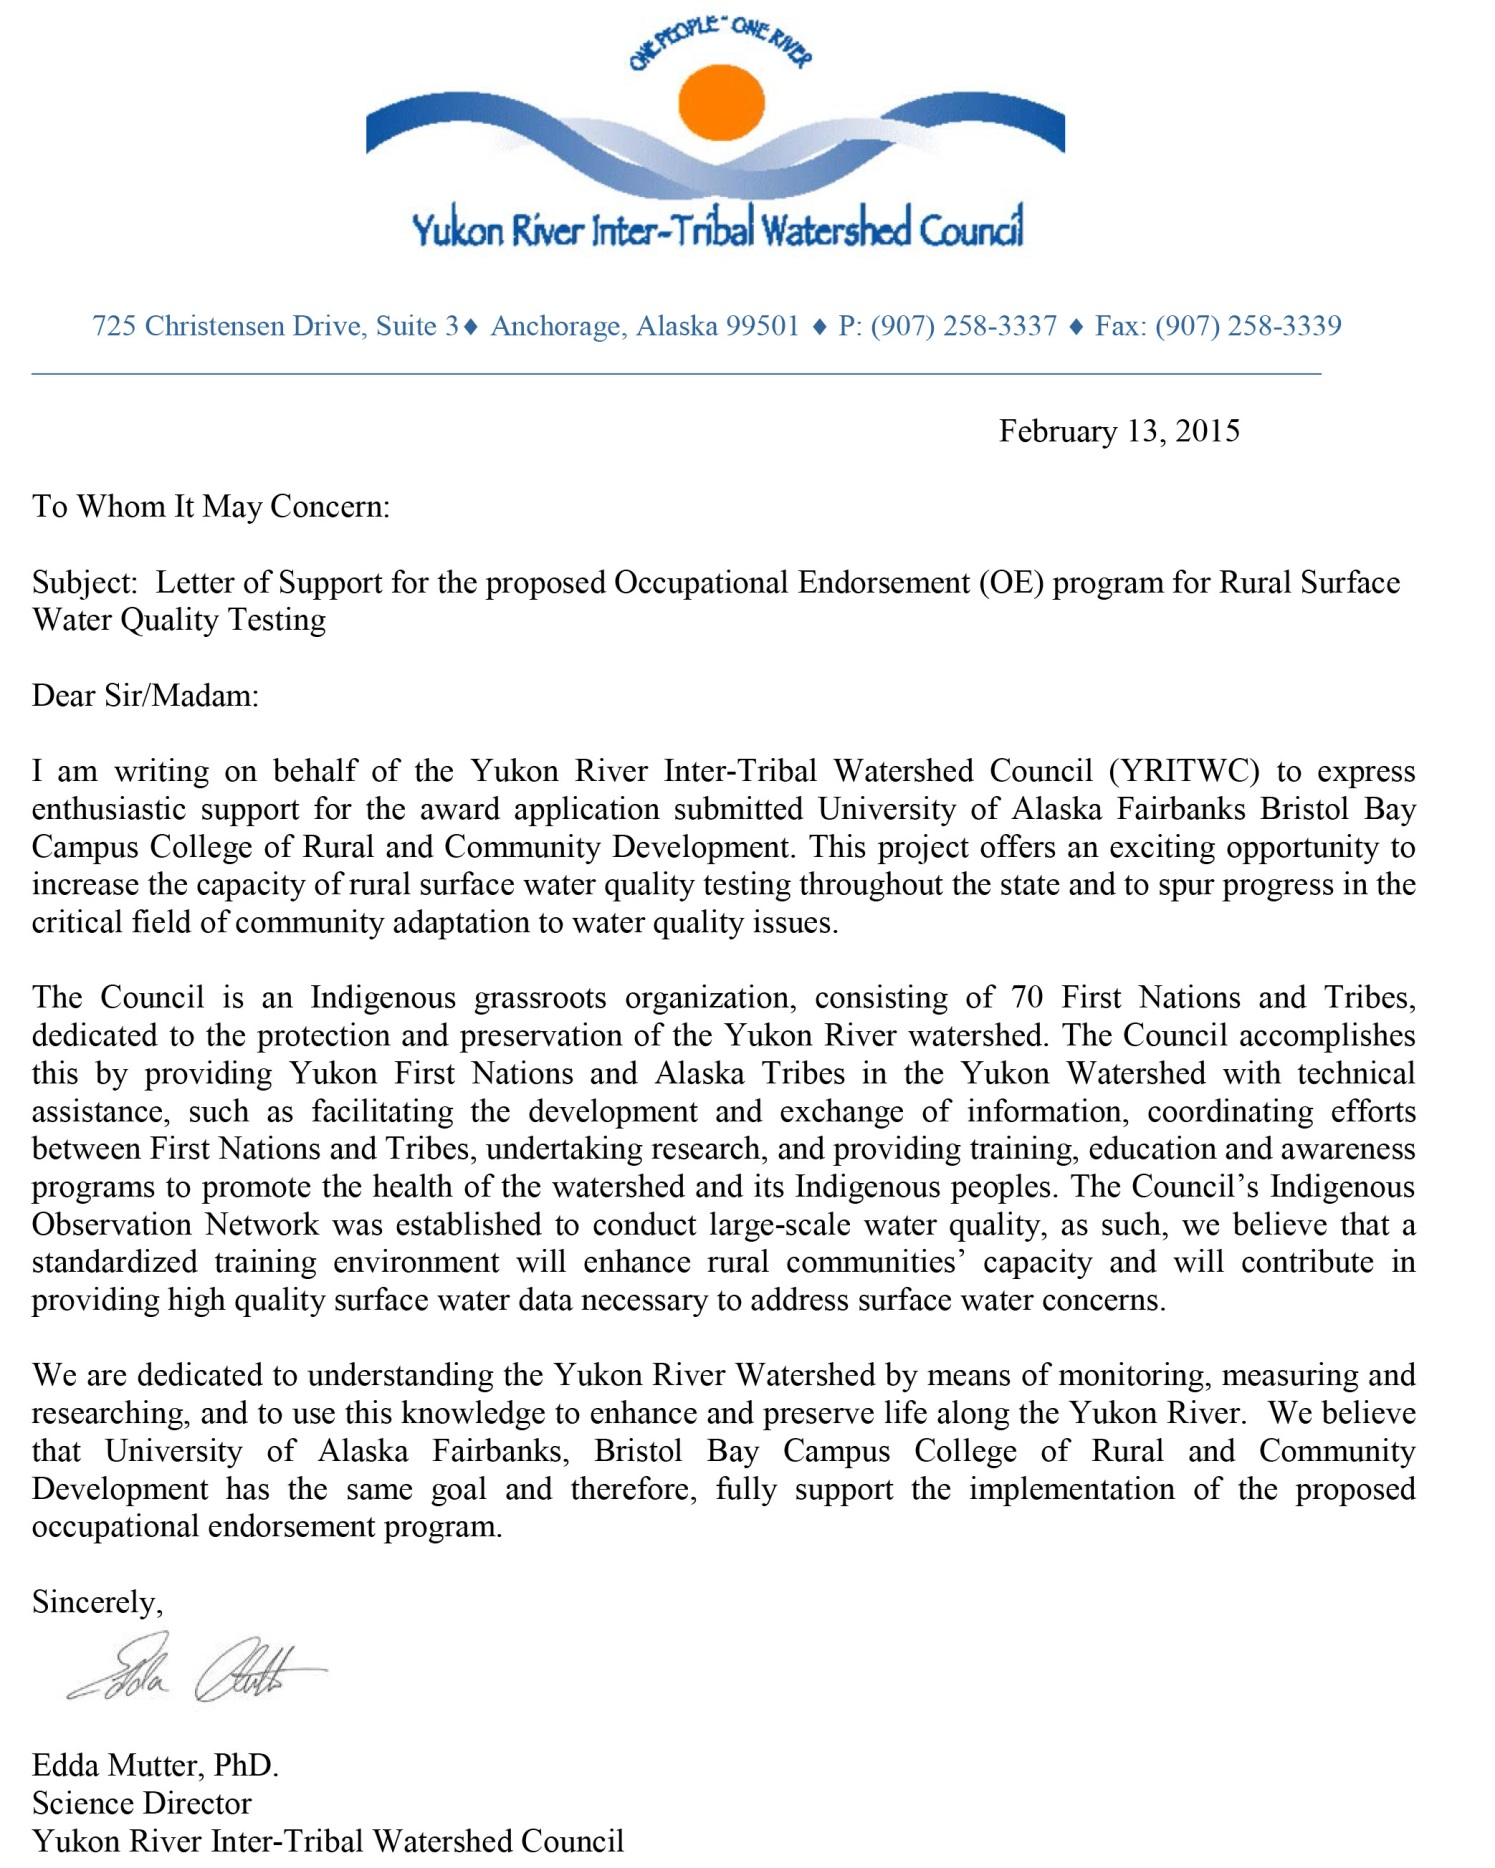 ONE PEOPLE~ONE RIVER
Yukon River Inter-Tribal Watershed Council
725 Christensen Drive, Suite 3♦ Anchorage, Alaska 99501 ♦ P: (907) 258-3337 ♦ Fax: (907) 258-3339
February 13, 2015
To Whom It May Concern:
Subject:  Letter of Support for the proposed Occupational Endorsement (OE) program for Rural Surface
Water Quality Testing
Dear Sir/Madam:
I am writing on behalf of the Yukon River Inter-Tribal Watershed Council (YRITWC) to express
enthusiastic support for the award application submitted University of Alaska Fairbanks Bristol Bay
Campus College of Rural and Community Development. This project offers an exciting opportunity to
increase the capacity of rural surface water quality testing throughout the state and to spur progress in the
critical field of community adaptation to water quality issues.
The Council is an Indigenous grassroots organization, consisting of 70 First Nations and Tribes,
dedicated to the protection and preservation of the Yukon River watershed. The Council accomplishes
this by providing Yukon First Nations and Alaska Tribes in the Yukon Watershed with technical
assistance, such as facilitating the development and exchange of information, coordinating efforts
between First Nations and Tribes, undertaking research, and providing training, education and awareness
programs to promote the health of the watershed and its Indigenous peoples. The Council’s Indigenous
Observation Network was established to conduct large-scale water quality, as such, we believe that a
standardized training environment will enhance rural communities’ capacity and will contribute in
providing high quality surface water data necessary to address surface water concerns.
We are dedicated to understanding the Yukon River Watershed by means of monitoring, measuring and
researching, and to use this knowledge to enhance and preserve life along the Yukon River.  We believe
that University of Alaska Fairbanks, Bristol Bay Campus College of Rural and Community
Development has the same goal and therefore, fully support the implementation of the proposed
occupational endorsement program.
Sincerely,
Edda Mutter
Edda Mutter, PhD.
Science Director
Yukon River Inter-Tribal Watershed Council